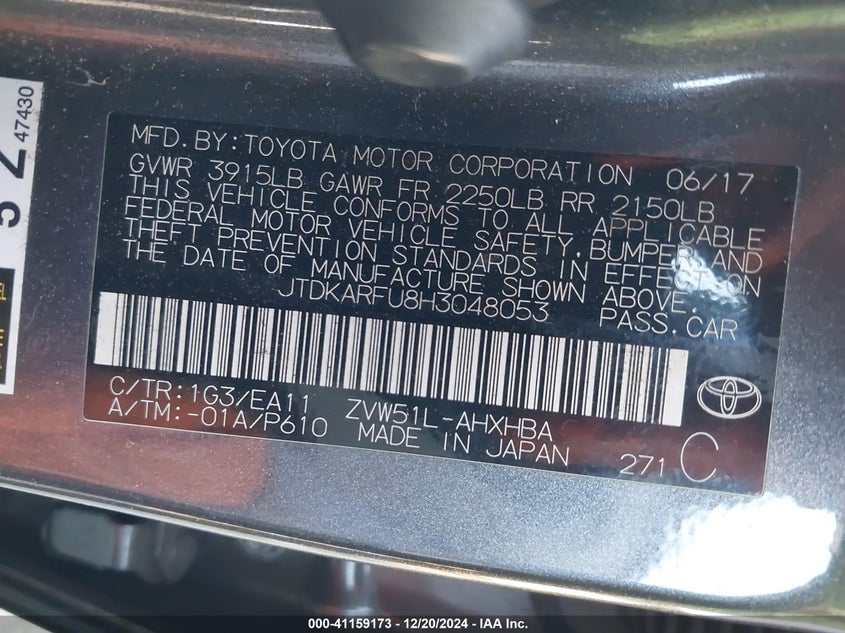 5 2
47430
MFD.BY:TOYOTA MOTOR CORPORATION 06/17
GVWR 3915LB GAWR FR 2250LB RR 2150LB
THIS VEHICLE CONFORMS TO ALL APPLICABLE
FEDERAL MOTOR VEHICLE SAFETY,BUMPER,AND
THEFT PREVENTION STANDARDS IN EFFECT ON
THE DATE OF MANUFACTURE SHOWN ABOVE.
JTDKARFU8H3048053 PASS.CAR
C/TR:1G3/EA11 ZVW51L-AHXHBA
A/TM:-01A/P610 MADE IN JAPAN 271 C
000-41159173 - 12/20/2024 - IAA Inc.